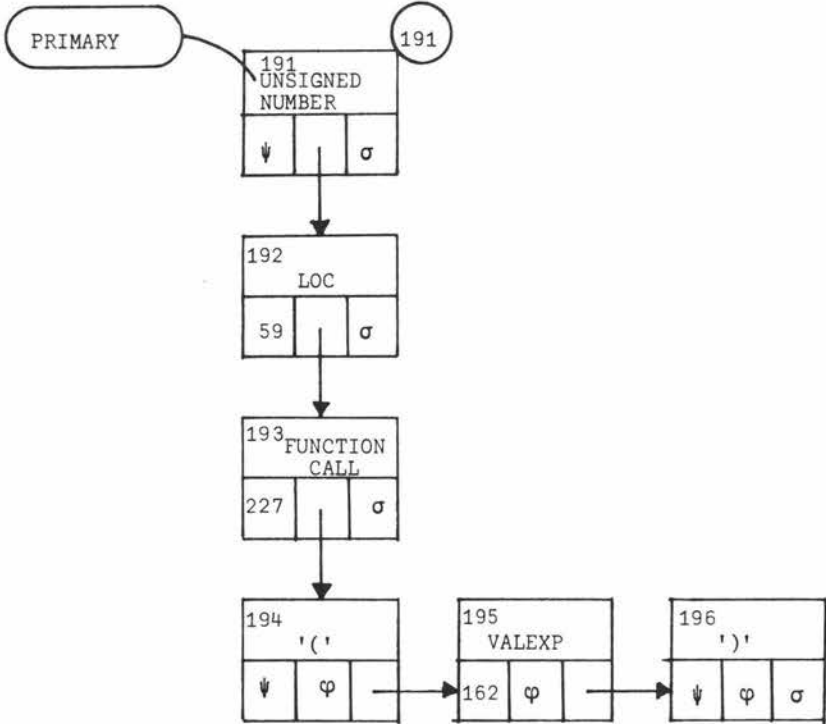 PRIMARY
191
191
UNSIGNED
NUMBER
ψ σ
192
LOC
59 σ
193 FUNCTION
CALL
227 σ
194
'('
ψ φ
195
VALEXP
162 φ
196
')'
ψ φ σ